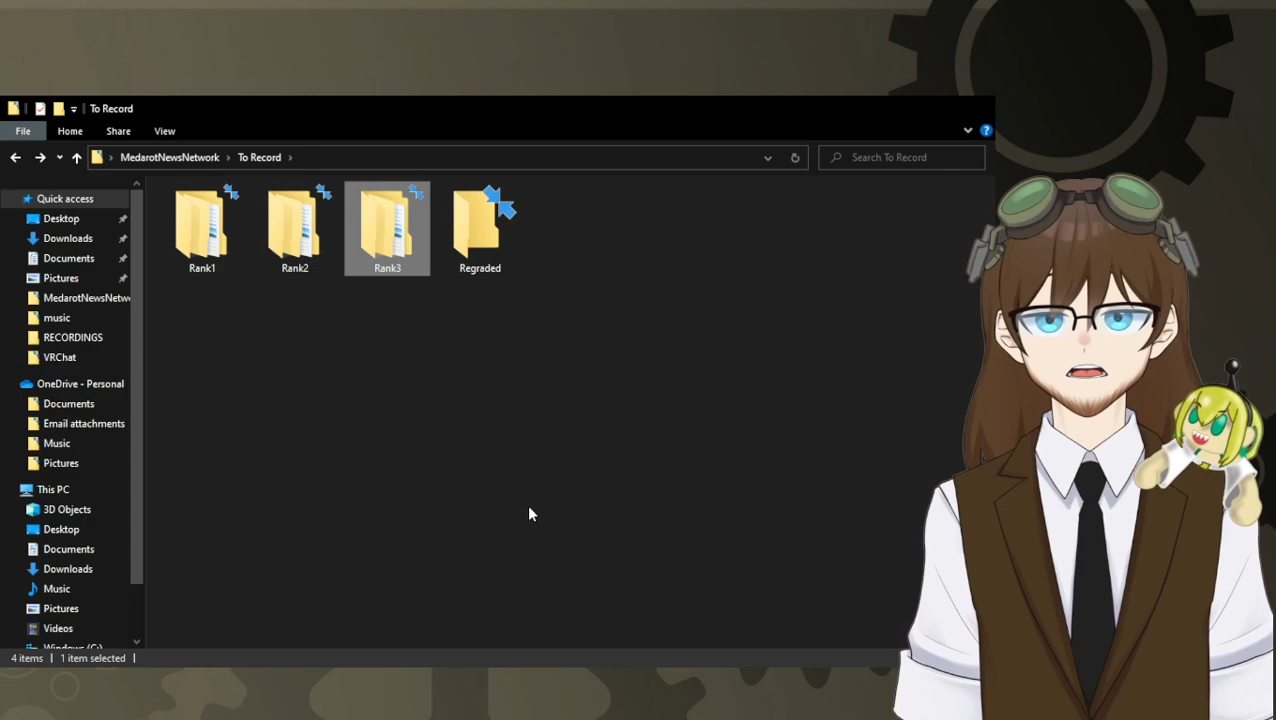 To Record
File Home Share View
MedarotNewsNetwork > To Record >
Search To Record
Quick access
Desktop
Downloads
Documents
Pictures
MedarotNewsNetw
music
RECORDINGS
VRChat
OneDrive - Personal
Documents
Email attachments
Music
Pictures
This PC
3D Objects
Desktop
Documents
Downloads
Music
Pictures
Videos
Windows (C:)
Rank1 Rank2 Rank3 Regraded
4 items 1 item selected